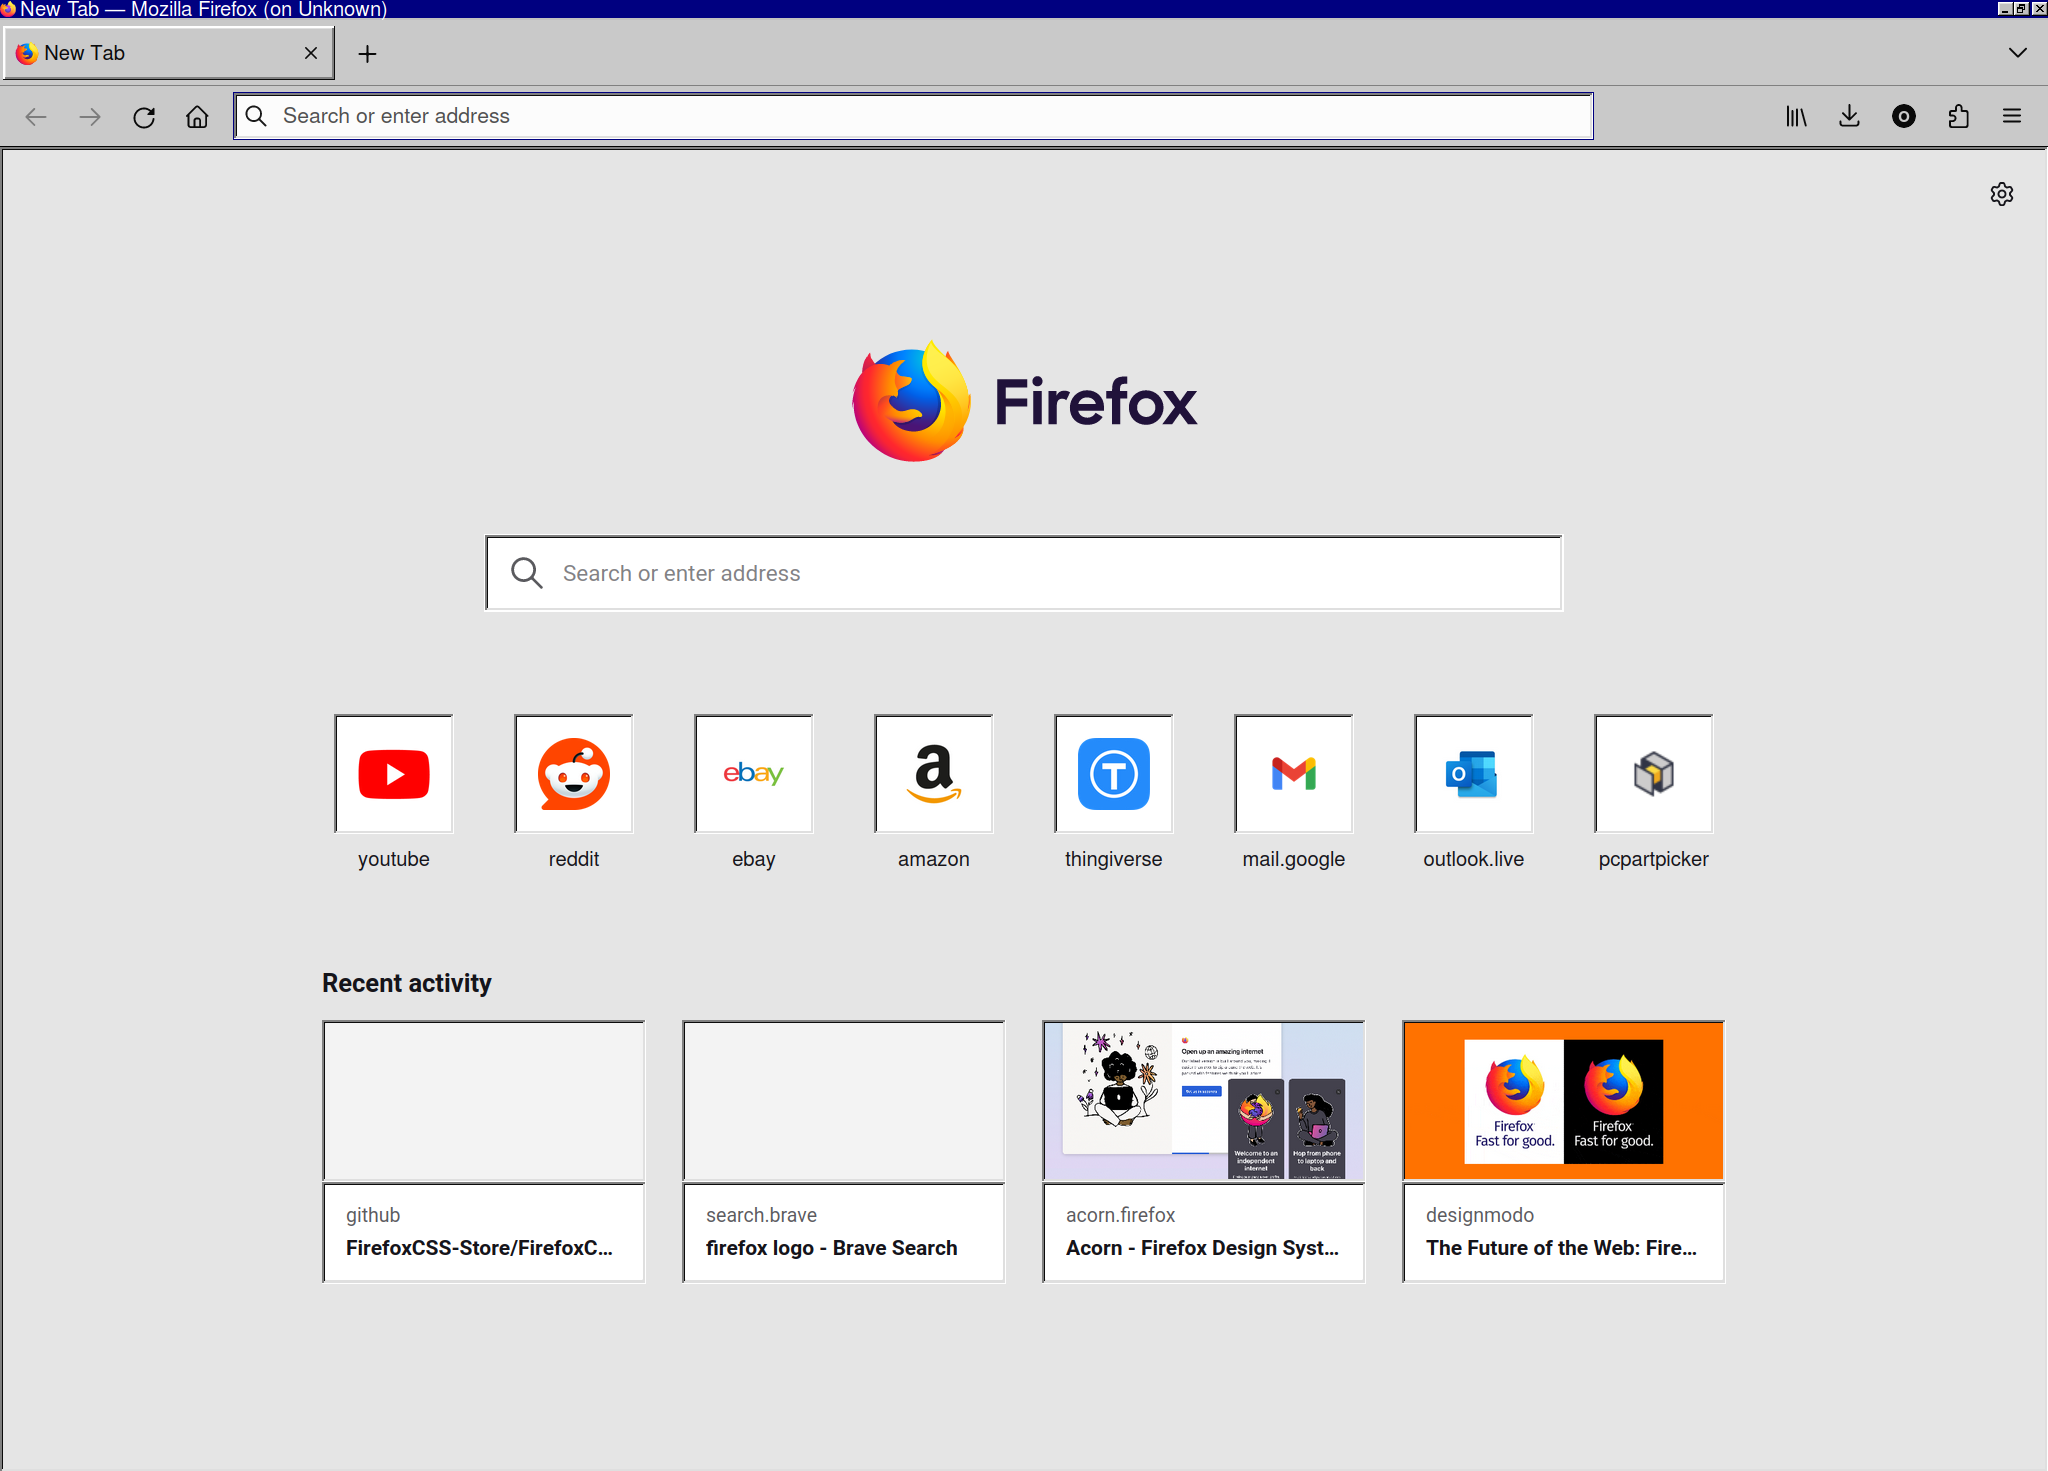 New Tab — Mozilla Firefox (on Unknown)
New Tab
Search or enter address
Firefox
Search or enter address
ebay
youtube
reddit
ebay
amazon
thingiverse
mail.google
outlook.live
pcpartpicker
Recent activity
Open up an amazing internet
Welcome to an
independent
internet
Hop from phone
to laptop and
back
Firefox
Fast for good.
Firefox
Fast for good.
github
FirefoxCSS-Store/FirefoxC...
search.brave
firefox logo - Brave Search
acorn.firefox
Acorn - Firefox Design Syst...
designmodo
The Future of the Web: Fire...